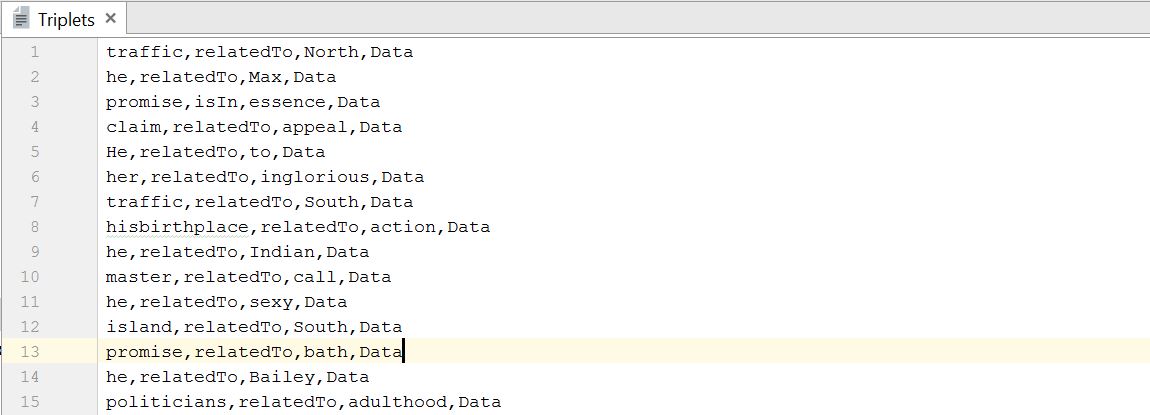 Triplets ×
1 traffic,relatedTo,North,Data
2 he,relatedTo,Max,Data
3 promise,isIn,essence,Data
4 claim,relatedTo,appeal,Data
5 He,relatedTo,to,Data
6 her,relatedTo,inglorious,Data
7 traffic,relatedTo,South,Data
8 hisbirthplace,relatedTo,action,Data
9 he,relatedTo,Indian,Data
10 master,relatedTo,call,Data
11 he,relatedTo,sexy,Data
12 island,relatedTo,South,Data
13 promise,relatedTo,bath,Data
14 he,relatedTo,Bailey,Data
15 politicians,relatedTo,adulthood,Data